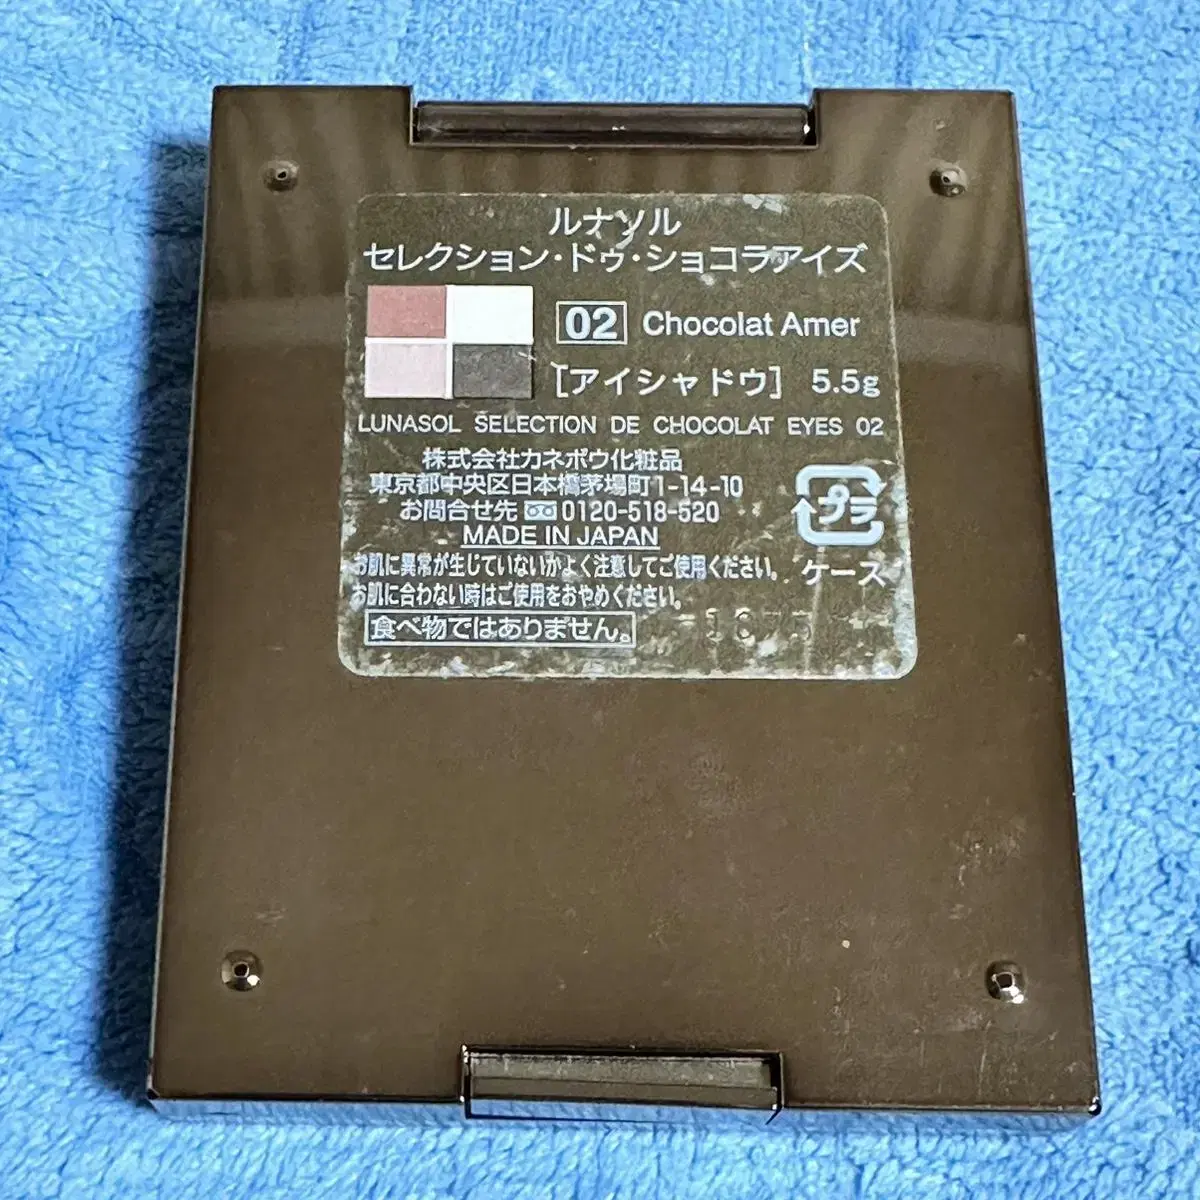 ルナソル
セレクション・ドゥ・ショコラアイズ
02 Chocolat Amer
[アイシャドウ] 5.5g
LUNASOL SELECTION DE CHOCOLAT EYES 02
株式会社カネボウ化粧品
東京都中央区日本橋茅場町1-14-10
お問合せ先 0120-518-520
MADE IN JAPAN
プラ
ケース
お肌に異常が生じていないかよく注意してご使用ください。
お肌に合わない時はご使用をおやめください。
食べ物ではありません。